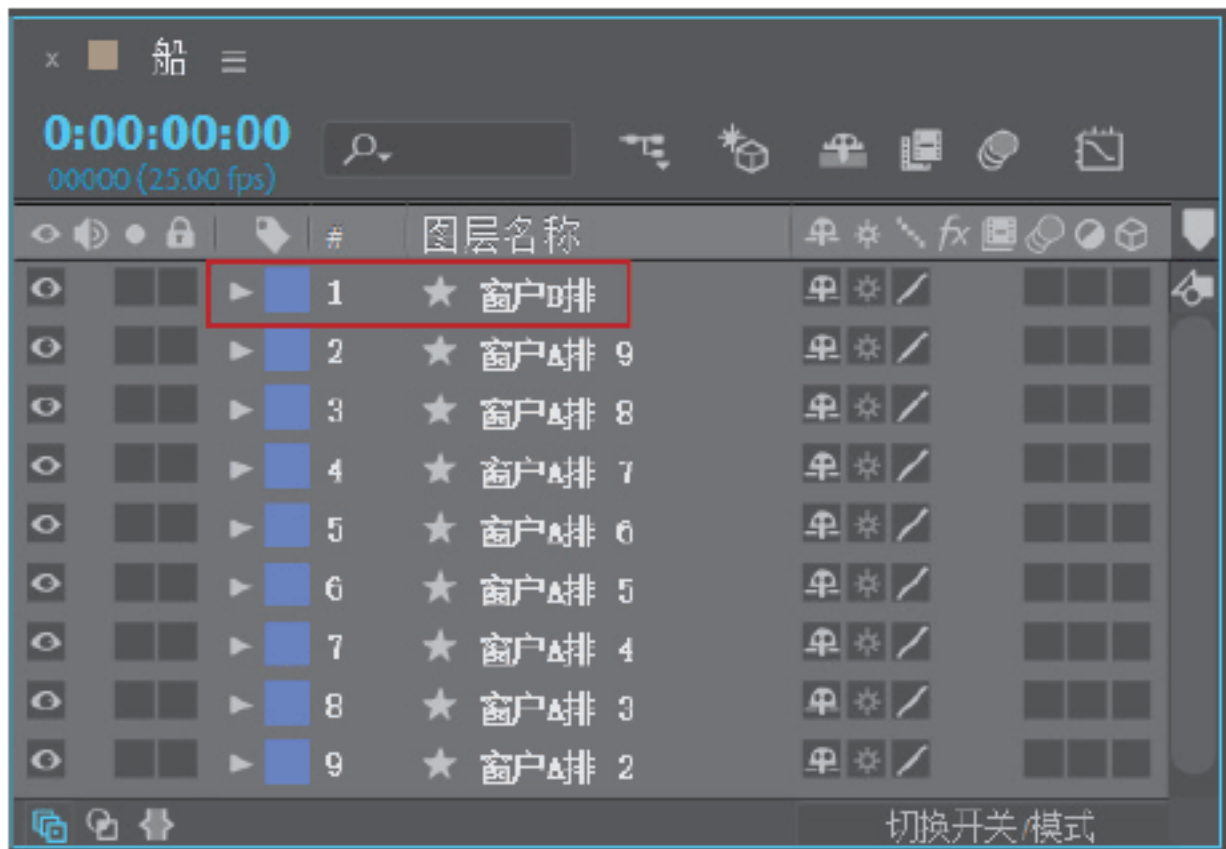 x 船
0:00:00:00
00000 (25.00 fps)
# 图层名称 fx
1 窗户B排
2 窗户A排 9
3 窗户A排 8
4 窗户A排 7
5 窗户A排 6
6 窗户A排 5
7 窗户A排 4
8 窗户A排 3
9 窗户A排 2
切换开关/模式